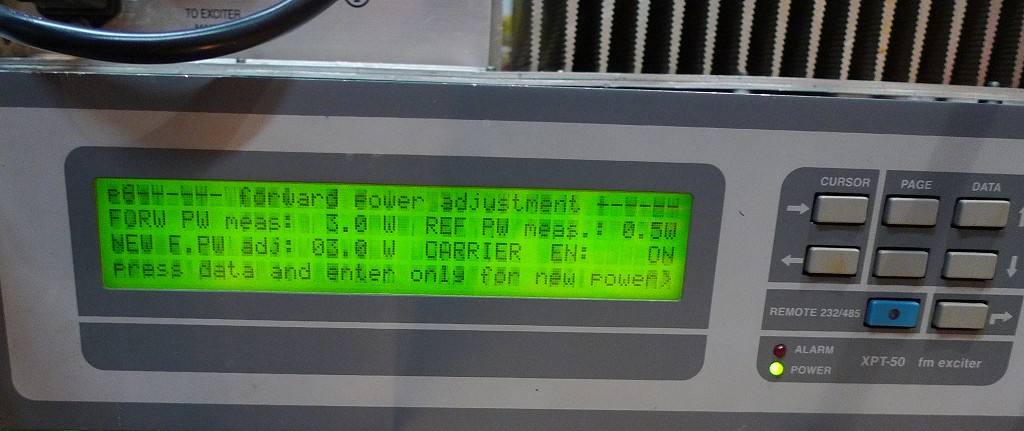 TO EXCITER
forward power adjustment
FORW PW meas: 3.0 W REF PW meas.: 0.5W
NEW F.PW adj: 03.0 W CARRIER EN: ON
press data and enter only for new power
CURSOR
PAGE
DATA
REMOTE 232/485
ALARM
POWER
XPT-50 fm exciter